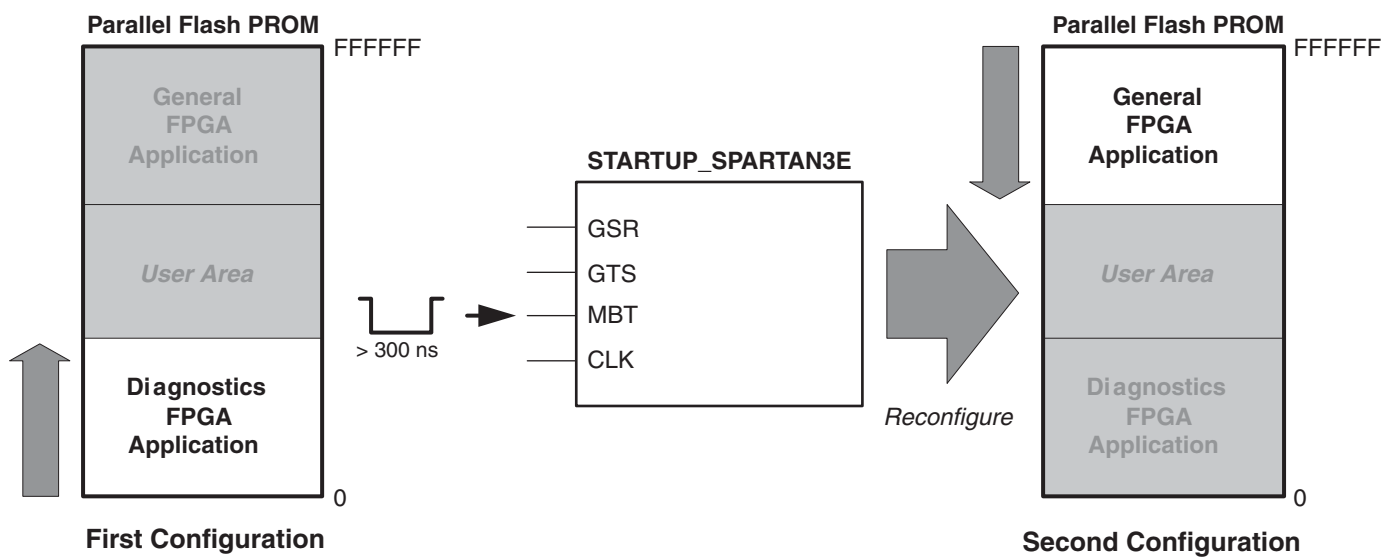 Parallel Flash PROM
FFFFFF
General
FPGA
Application
User Area
Diagnostics
FPGA
Application
0
First Configuration
> 300 ns
STARTUP_SPARTAN3E
GSR
GTS
MBT
CLK
Reconfigure
Parallel Flash PROM
FFFFFF
General
FPGA
Application
User Area
Diagnostics
FPGA
Application
0
Second Configuration